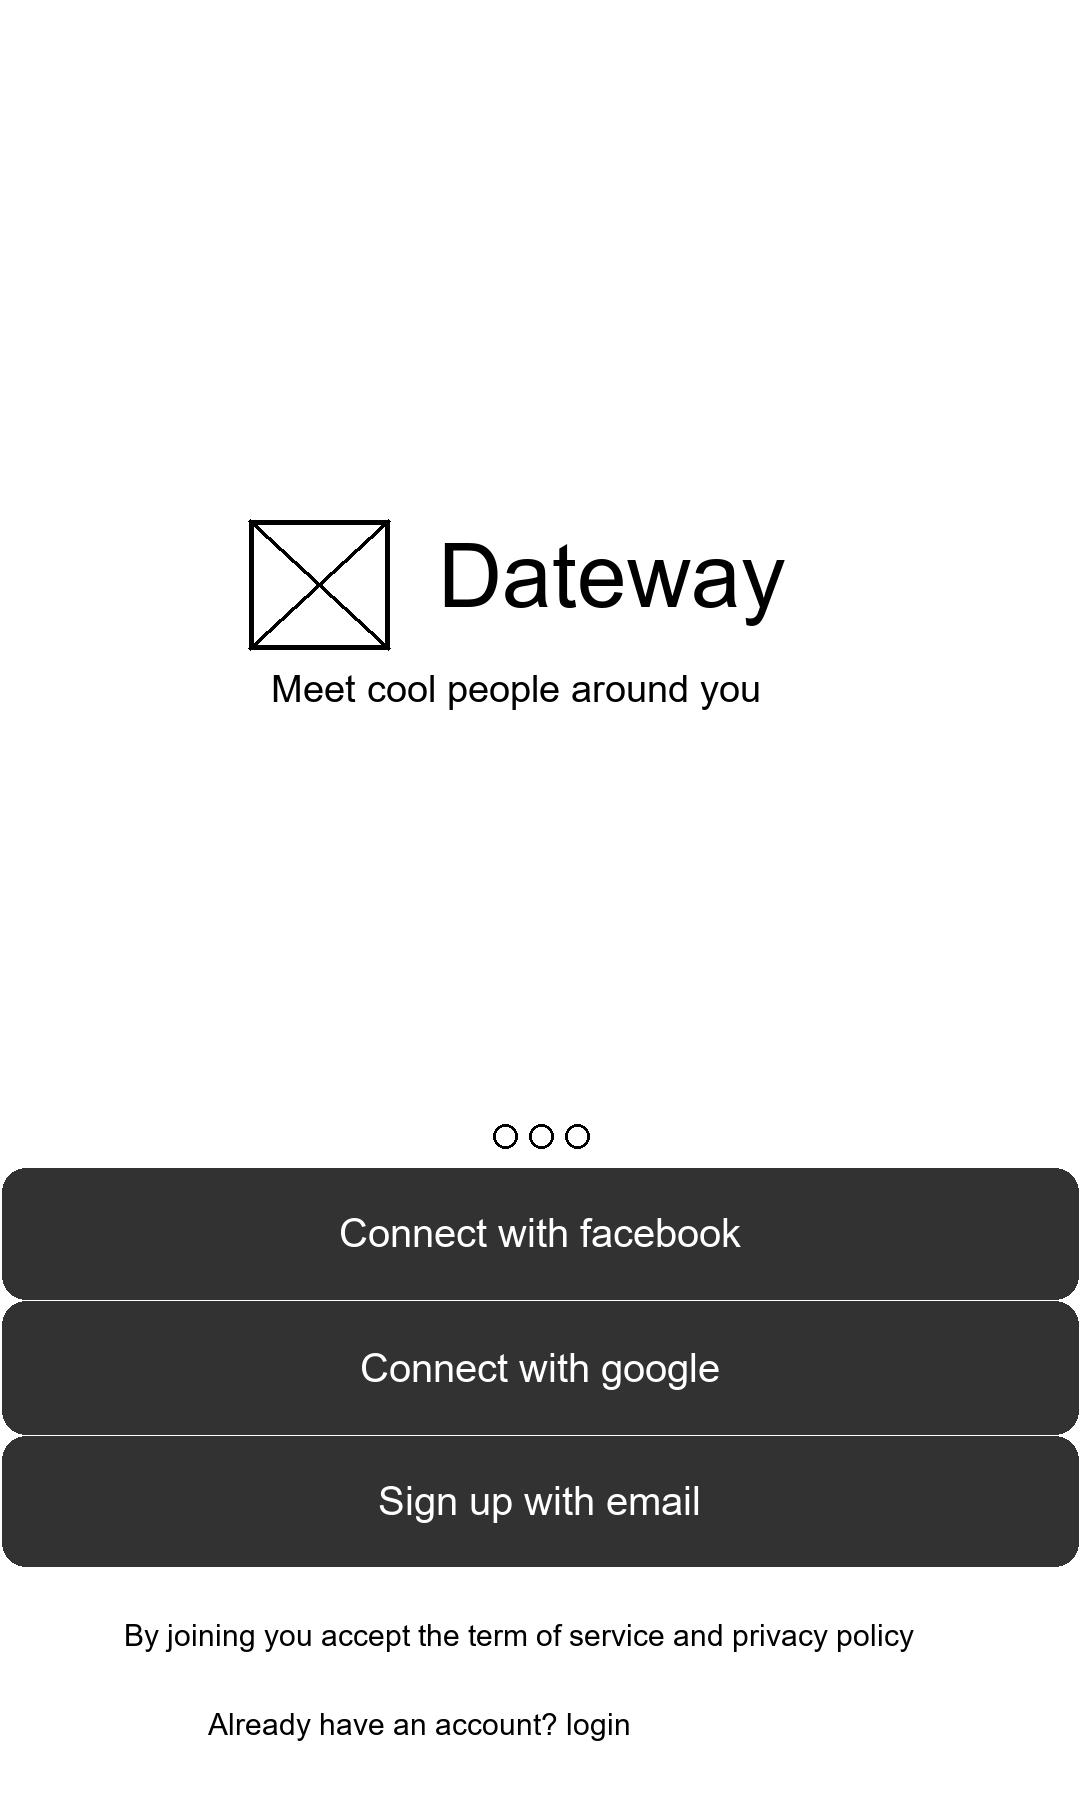 Dateway
Meet cool people around you
Connect with facebook
Connect with google
Sign up with email
By joining you accept the term of service and privacy policy
Already have an account? login